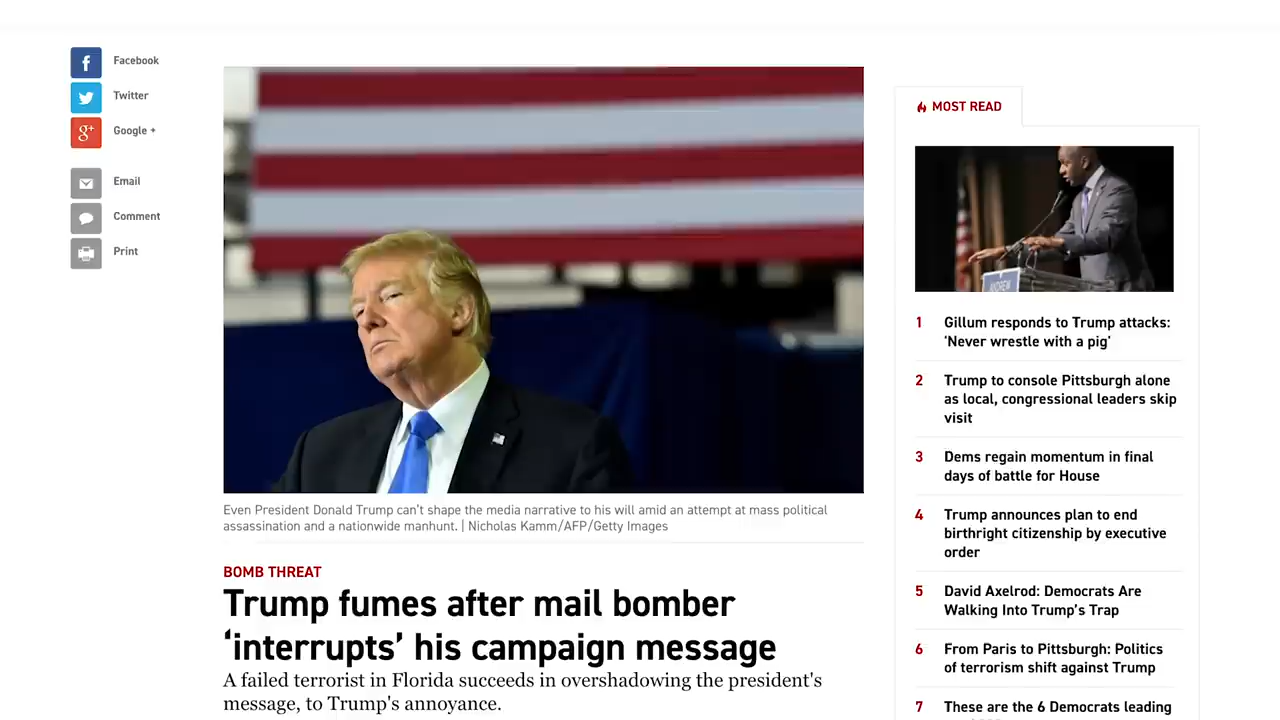 Facebook
Twitter
Google +
Email
Comment
Print
f
g+
Even President Donald Trump can't shape the media narrative to his will amid an attempt at mass political
assassination and a nationwide manhunt. | Nicholas Kamm/AFP/Getty Images
BOMB THREAT
Trump fumes after mail bomber
‘interrupts’ his campaign message
A failed terrorist in Florida succeeds in overshadowing the president's
message, to Trump's annoyance.
MOST READ
ANDREW
1 Gillum responds to Trump attacks:
'Never wrestle with a pig'
2 Trump to console Pittsburgh alone
as local, congressional leaders skip
visit
3 Dems regain momentum in final
days of battle for House
4 Trump announces plan to end
birthright citizenship by executive
order
5 David Axelrod: Democrats Are
Walking Into Trump’s Trap
6 From Paris to Pittsburgh: Politics
of terrorism shift against Trump
7 These are the 6 Democrats leading